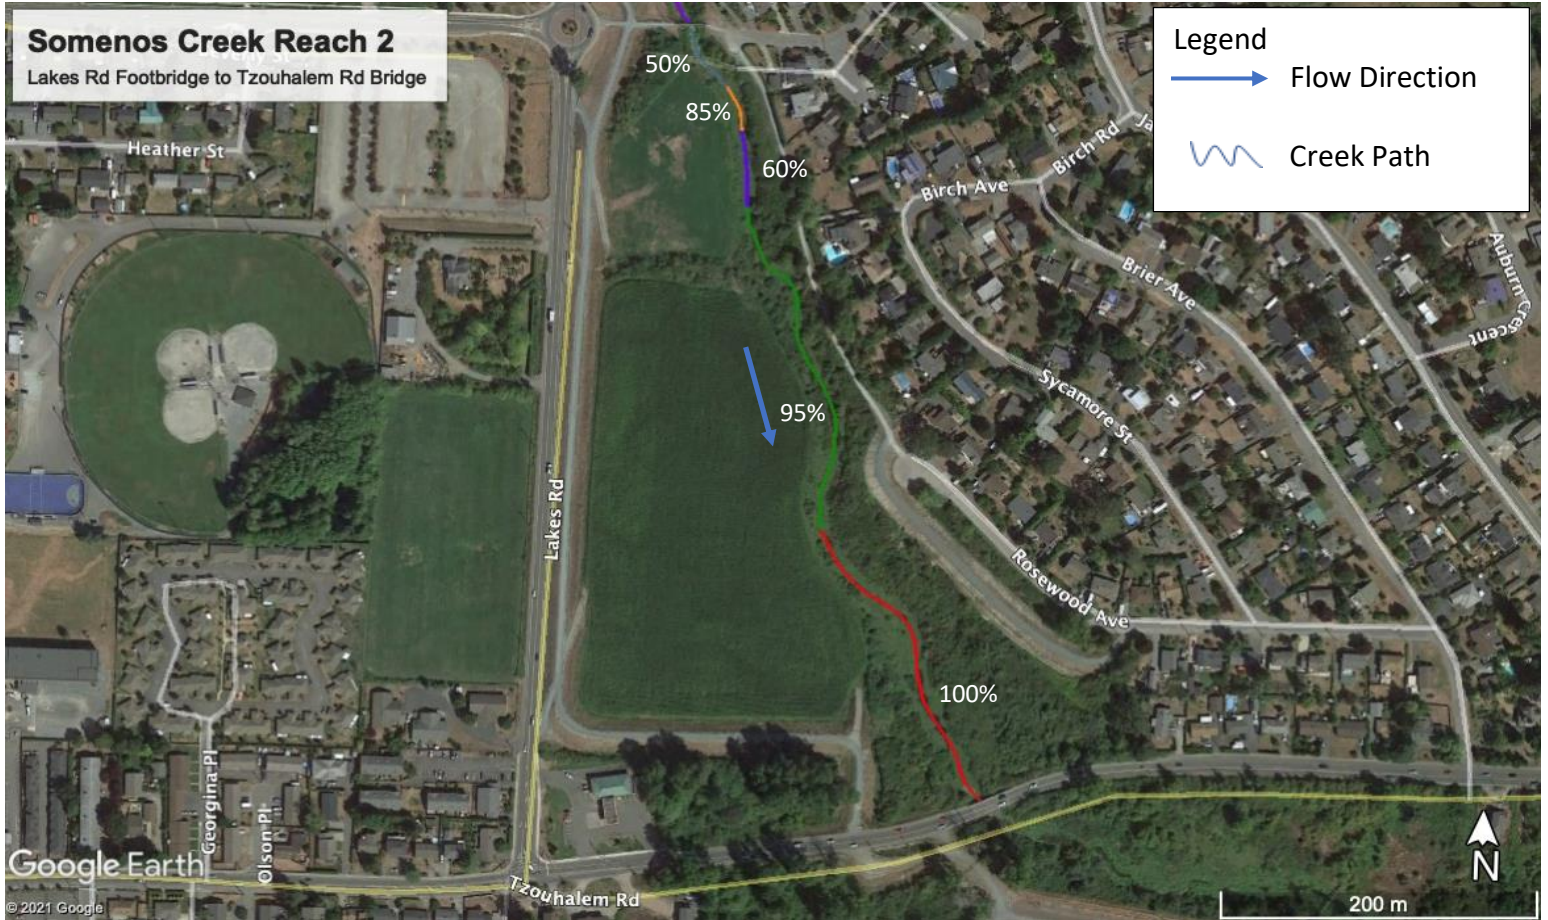 Somenos Creek Reach 2
Lakes Rd Footbridge to Tzouhalem Rd Bridge
Legend
Flow Direction
Creek Path
50%
85%
60%
95%
100%
Heather St
Birch Ave
Birch Rd
Brier Ave
Auburn Crescent
Sycamore St
Lakes Rd
Rosewood Ave
Georgina Pl
Olson Pl
Tzouhalem Rd
Google Earth
© 2021 Google
N
200 m